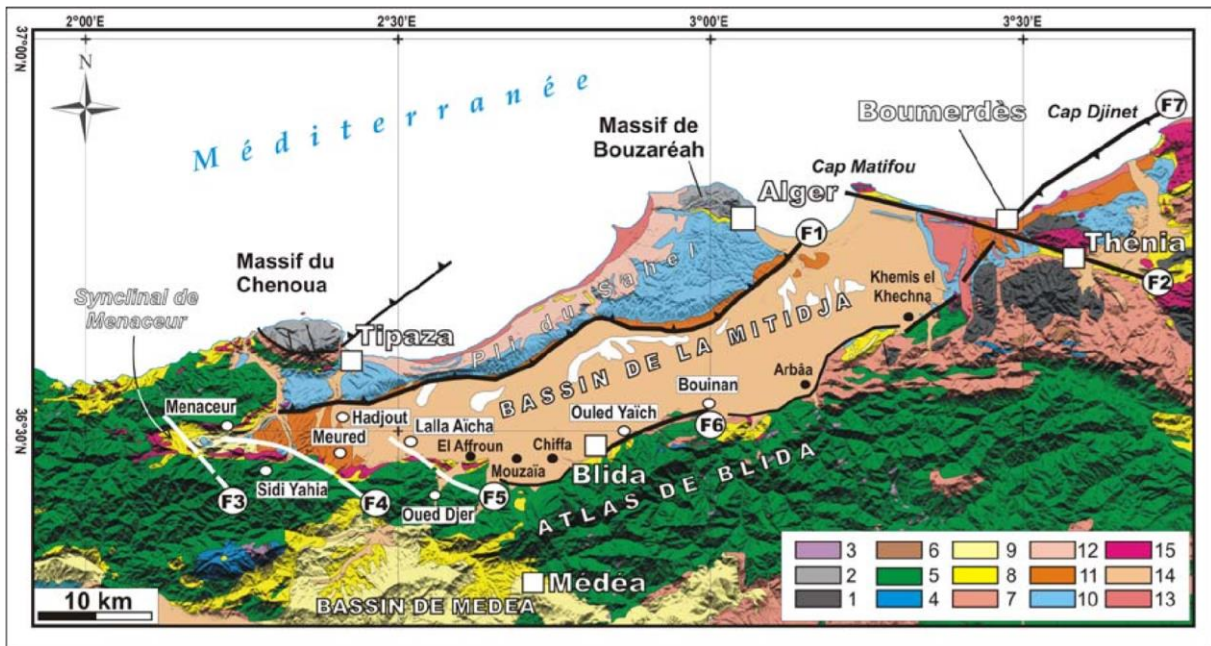 2°00'E 2°30'E 3°00'E 3°30'E
37°00'N
36°30'N
N
Méditerranée
Massif de
Bouzaréah
Boumerdès
Cap Djinet
F7
Cap Matifou
Alger
F1
Thénia
F2
Massif du
Chenoua
Khemis el
Khechna
Synclinal de
Menaceur
Tipaza
Pli du Sahel
BASSIN DE LA MITIDJA
Arbâa
Bouinan
Menaceur
Hadjout
Lalla Aïcha
Ouled Yaïch
F6
Meured
El Affroun
Chiffa
Mouzaïa
Blida
Sidi Yahia
F3
F4
F5
Oued Djer
ATLAS DE BLIDA
Médéa
BASSIN DE MEDEA
10 km
3 6 9 12 15
2 5 8 11 14
1 4 7 10 13